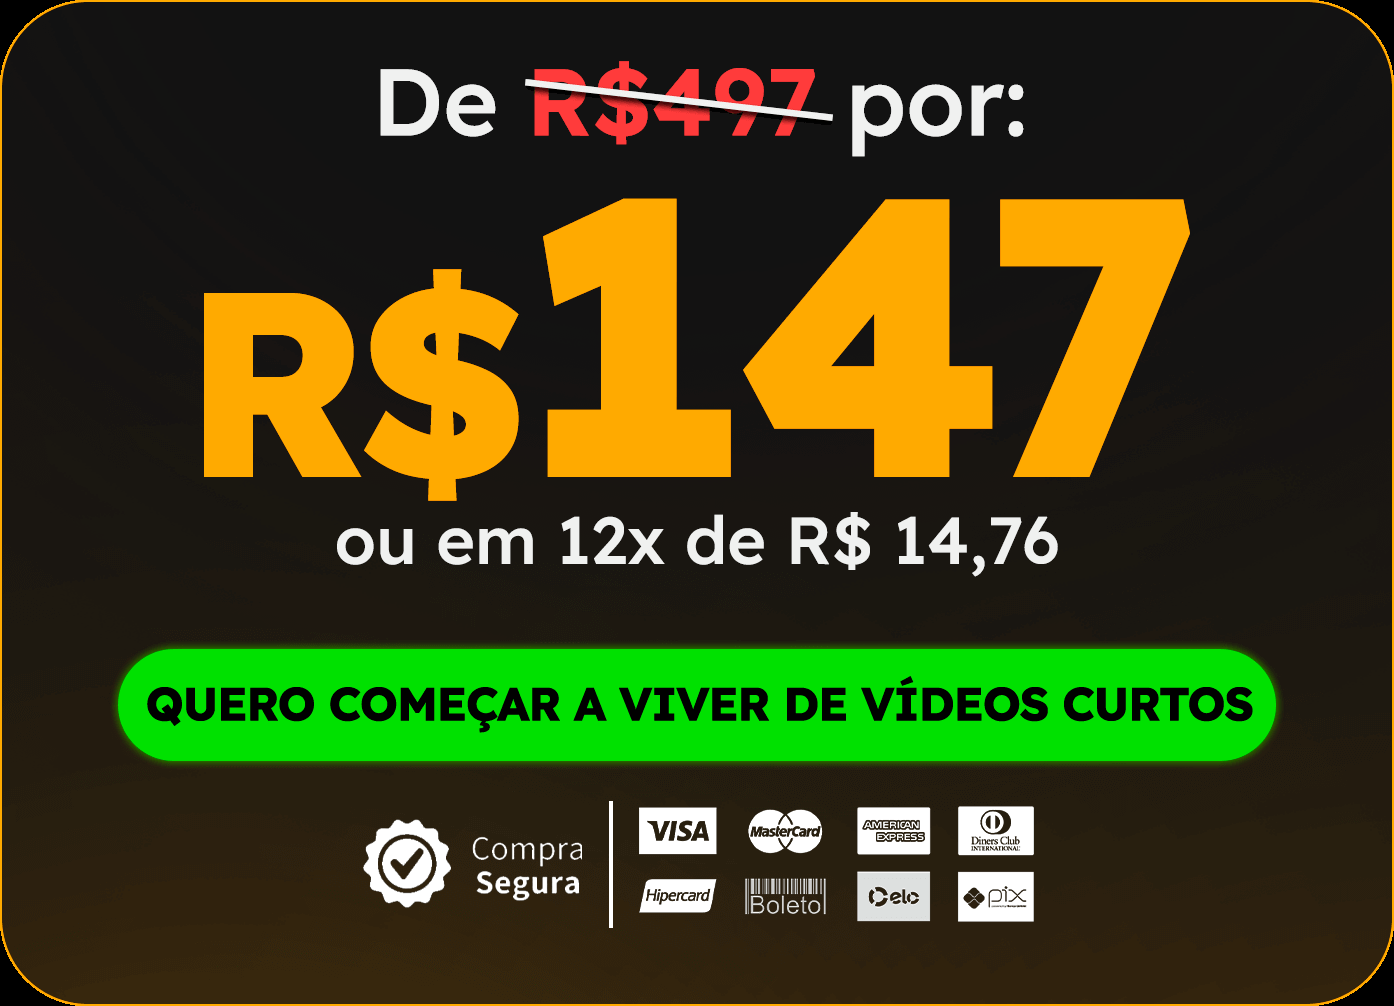 De R$497 por:
R$147
ou em 12x de R$ 14,76
QUERO COMEÇAR A VIVER DE VÍDEOS CURTOS
Compra
Segura
VISA
MasterCard
AMERICAN
EXPRESS
Diners Club
INTERNATIONAL
Hipercard
Boleto
elo
pix